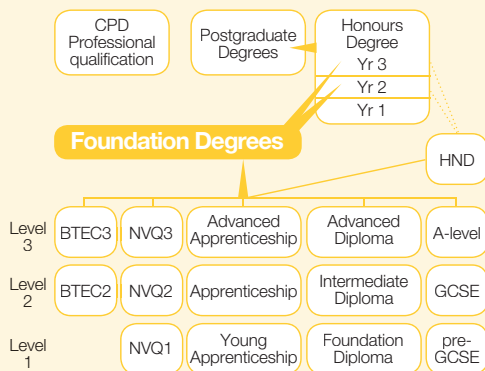 CPD
Professional
qualification
Postgraduate
Degrees
Honours
Degree
Yr 3
Yr 2
Yr 1
Foundation Degrees
HND
Level
3
BTEC3
NVQ3
Advanced
Apprenticeship
Advanced
Diploma
A-level
Level
2
BTEC2
NVQ2
Apprenticeship
Intermediate
Diploma
GCSE
Level
1
NVQ1
Young
Apprenticeship
Foundation
Diploma
pre-
GCSE